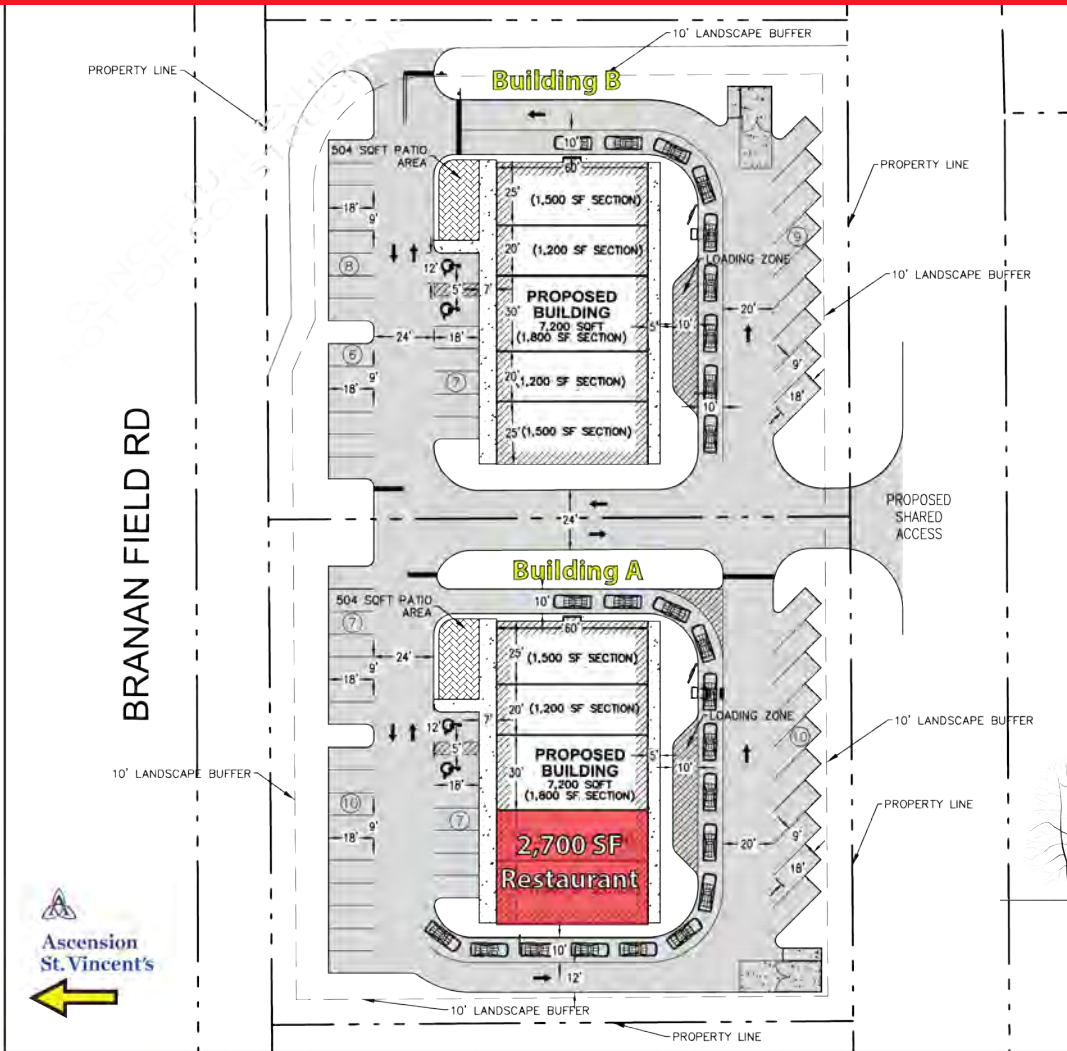 10' LANDSCAPE BUFFER
PROPERTY LINE
Building B
504 SQFT PATIO
AREA
10'
60'
25'
(1,500 SF SECTION)
PROPERTY LINE
18'
9'
20'
(1,200 SF SECTION)
9
LOADING ZONE
12'
8
5'
7'
10' LANDSCAPE BUFFER
PROPOSED
BUILDING
7,200 SQFT
(1,800 SF SECTION)
30'
5'
10'
20'
24'
18'
6
9'
18'
7
20'
(1,200 SF SECTION)
9'
18'
10'
25'
(1,500 SF SECTION)
BRANAN FIELD RD
24'
PROPOSED
SHARED
ACCESS
Building A
504 SQFT PATIO
AREA
10'
60'
7
25'
(1,500 SF SECTION)
24'
9'
18'
20'
(1,200 SF SECTION)
7'
12'
LOADING ZONE
10' LANDSCAPE BUFFER
10
5'
18'
PROPOSED
BUILDING
7,200 SQFT
(1,800 SF SECTION)
30'
5'
10'
10' LANDSCAPE BUFFER
10
9'
18'
7
PROPERTY LINE
2,700 SF
Restaurant
20'
9'
18'
Ascension
St. Vincent's
10'
12'
10' LANDSCAPE BUFFER
PROPERTY LINE